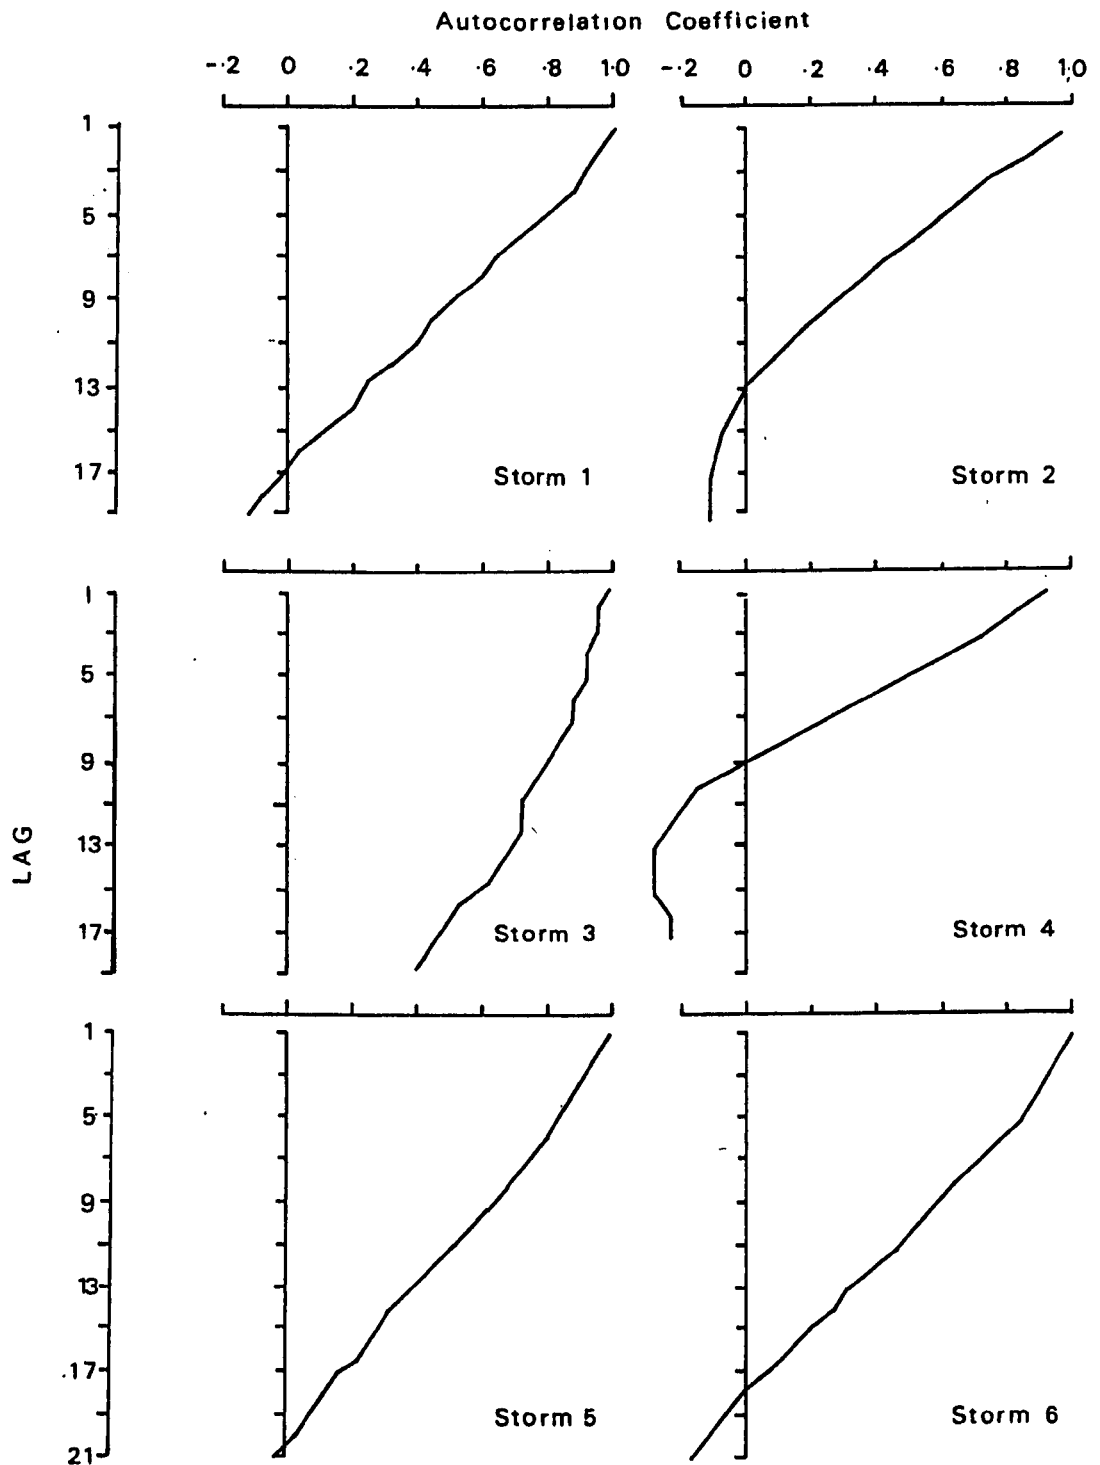 Autocorrelation Coefficient
-·2 0 ·2 ·4 ·6 ·8 1·0 -·2 0 ·2 ·4 ·6 ·8 1·0
1
5
9
13
17
Storm 1 Storm 2
1
5
9
13
17
Storm 3 Storm 4
LAG
1
5
9
13
17
21
Storm 5 Storm 6